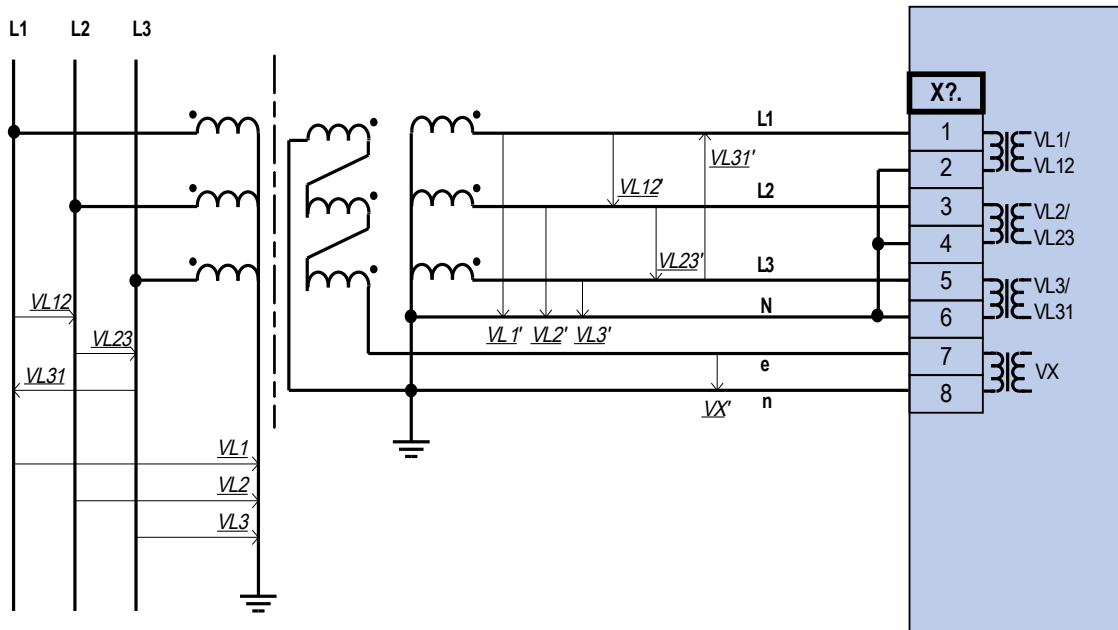 L1 L2 L3
X?.
L1
1
VL1/
VL12
VL31'
2
VL12'
L2
3
VL2/
VL23
4
VL23'
L3
5
VL3/
VL31
VL12
N
6
VL23
VL1' VL2' VL3'
7
VX
e
VL31
8
n
VX'
VL1
VL2
VL3